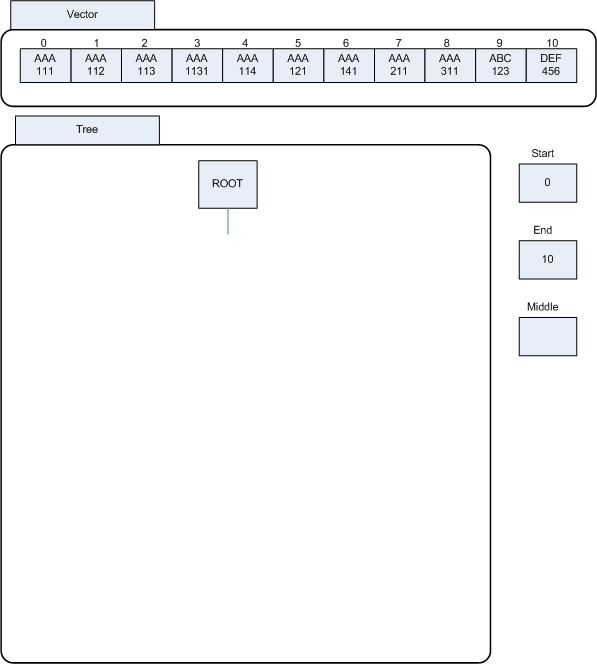 Vector
0 1 2 3 4 5 6 7 8 9 10
AAA AAA AAA AAA AAA AAA AAA AAA AAA ABC DEF
111 112 113 1131 114 121 141 211 311 123 456
Tree
ROOT
Start
0
End
10
Middle